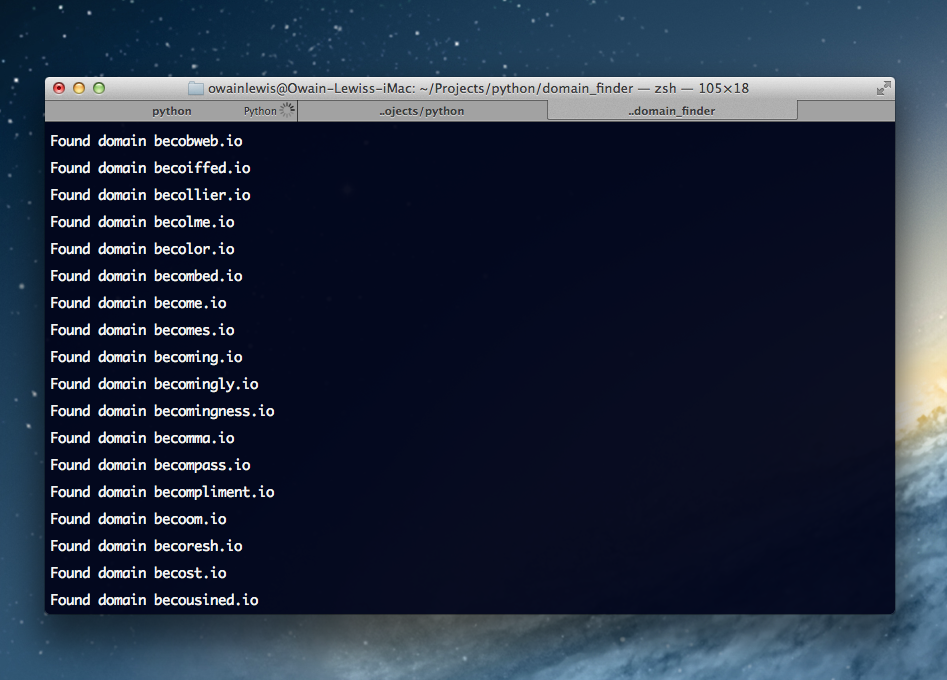 owainlewis@Owain-Lewiss-iMac: ~/Projects/python/domain_finder — zsh — 105×18
python Python ..ojects/python ..domain_finder
Found domain becobweb.io
Found domain becoiffed.io
Found domain becollier.io
Found domain becolme.io
Found domain becolor.io
Found domain becombed.io
Found domain become.io
Found domain becomes.io
Found domain becoming.io
Found domain becomingly.io
Found domain becomingness.io
Found domain becomma.io
Found domain becompass.io
Found domain becompliment.io
Found domain becoom.io
Found domain becoresh.io
Found domain becost.io
Found domain becousined.io